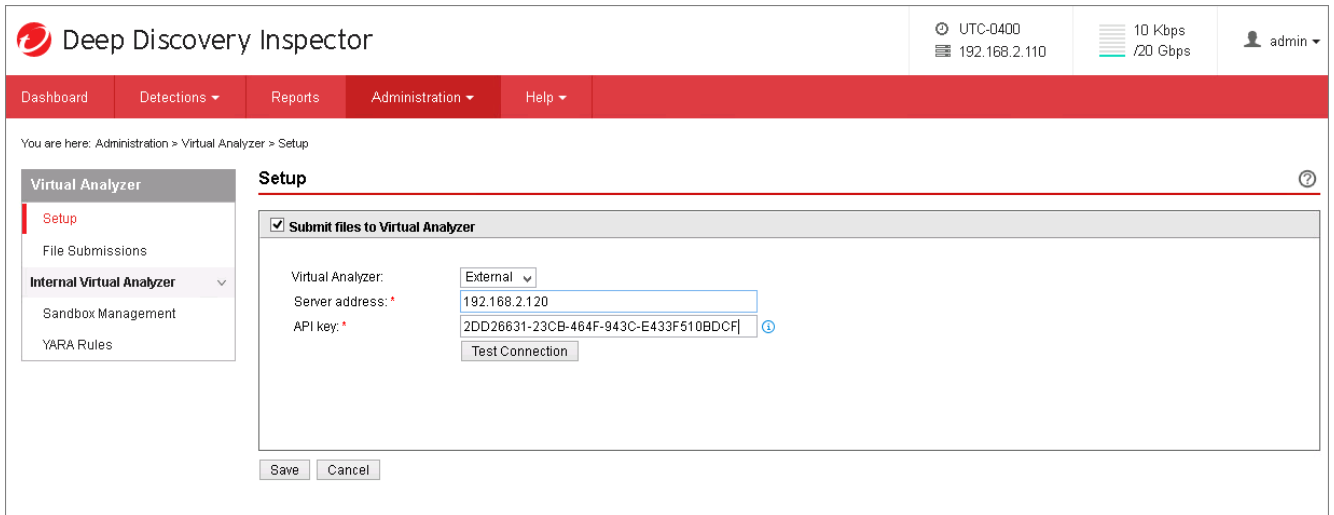 Deep Discovery Inspector
UTC-0400
192.168.2.110
10 Kbps
/20 Gbps
admin
Dashboard Detections Reports Administration Help
You are here: Administration > Virtual Analyzer > Setup
Virtual Analyzer
Setup
File Submissions
Internal Virtual Analyzer
Sandbox Management
YARA Rules
Setup
Submit files to Virtual Analyzer
Virtual Analyzer: External
Server address: * 192.168.2.120
API key: * 2DD26631-23CB-464F-943C-E433F510BDCF
Test Connection
Save Cancel